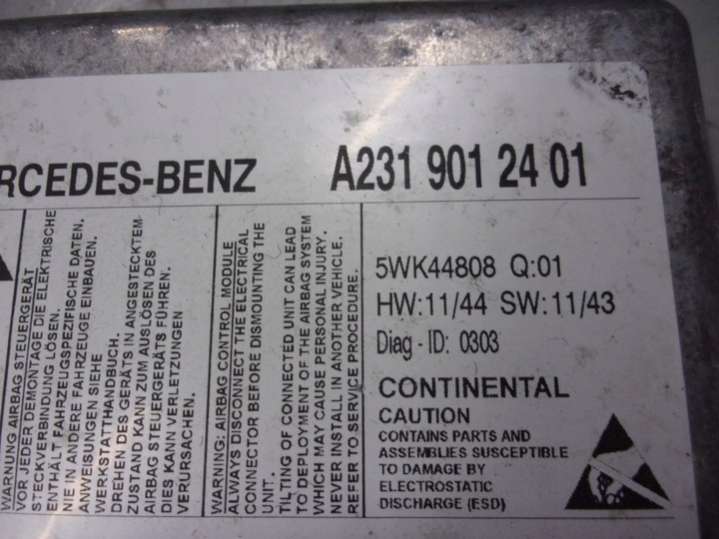 RCEDES-BENZ A231 901 24 01
5WK44808 Q:01
HW:11/44 SW:11/43
Diag - ID: 0303
CONTINENTAL
CAUTION
CONTAINS PARTS AND
ASSEMBLIES SUSCEPTIBLE
TO DAMAGE BY
ELECTROSTATIC
DISCHARGE (ESD)
WARNUNG AIRBAG STEUERGERÄT
VOR JEDER DEMONTAGE DIE ELEKTRISCHE
STECKVERBINDUNG LÖSEN.
ENTHÄLT FAHRZEUGSPEZIFISCHE DATEN.
NIE IN ANDERE FAHRZEUGE EINBAUEN.
ANWEISUNGEN SIEHE
WERKSTATTHANDBUCH.
DREHEN DES GERÄTS IN ANGESTECKTEM
ZUSTAND KANN ZUM AUSLÖSEN DES
AIRBAG STEUERGERÄTS FÜHREN.
DIES KANN VERLETZUNGEN
VERURSACHEN.
WARNING: AIRBAG CONTROL MODULE
ALWAYS DISCONNECT THE ELECTRICAL
CONNECTOR BEFORE DISMOUNTING THE
UNIT.
TILTING OF CONNECTED UNIT CAN LEAD
TO DEPLOYMENT OF THE AIRBAG SYSTEM
WHICH MAY CAUSE PERSONAL INJURY.
NEVER INSTALL IN ANOTHER VEHICLE.
REFER TO SERVICE PROCEDURE.